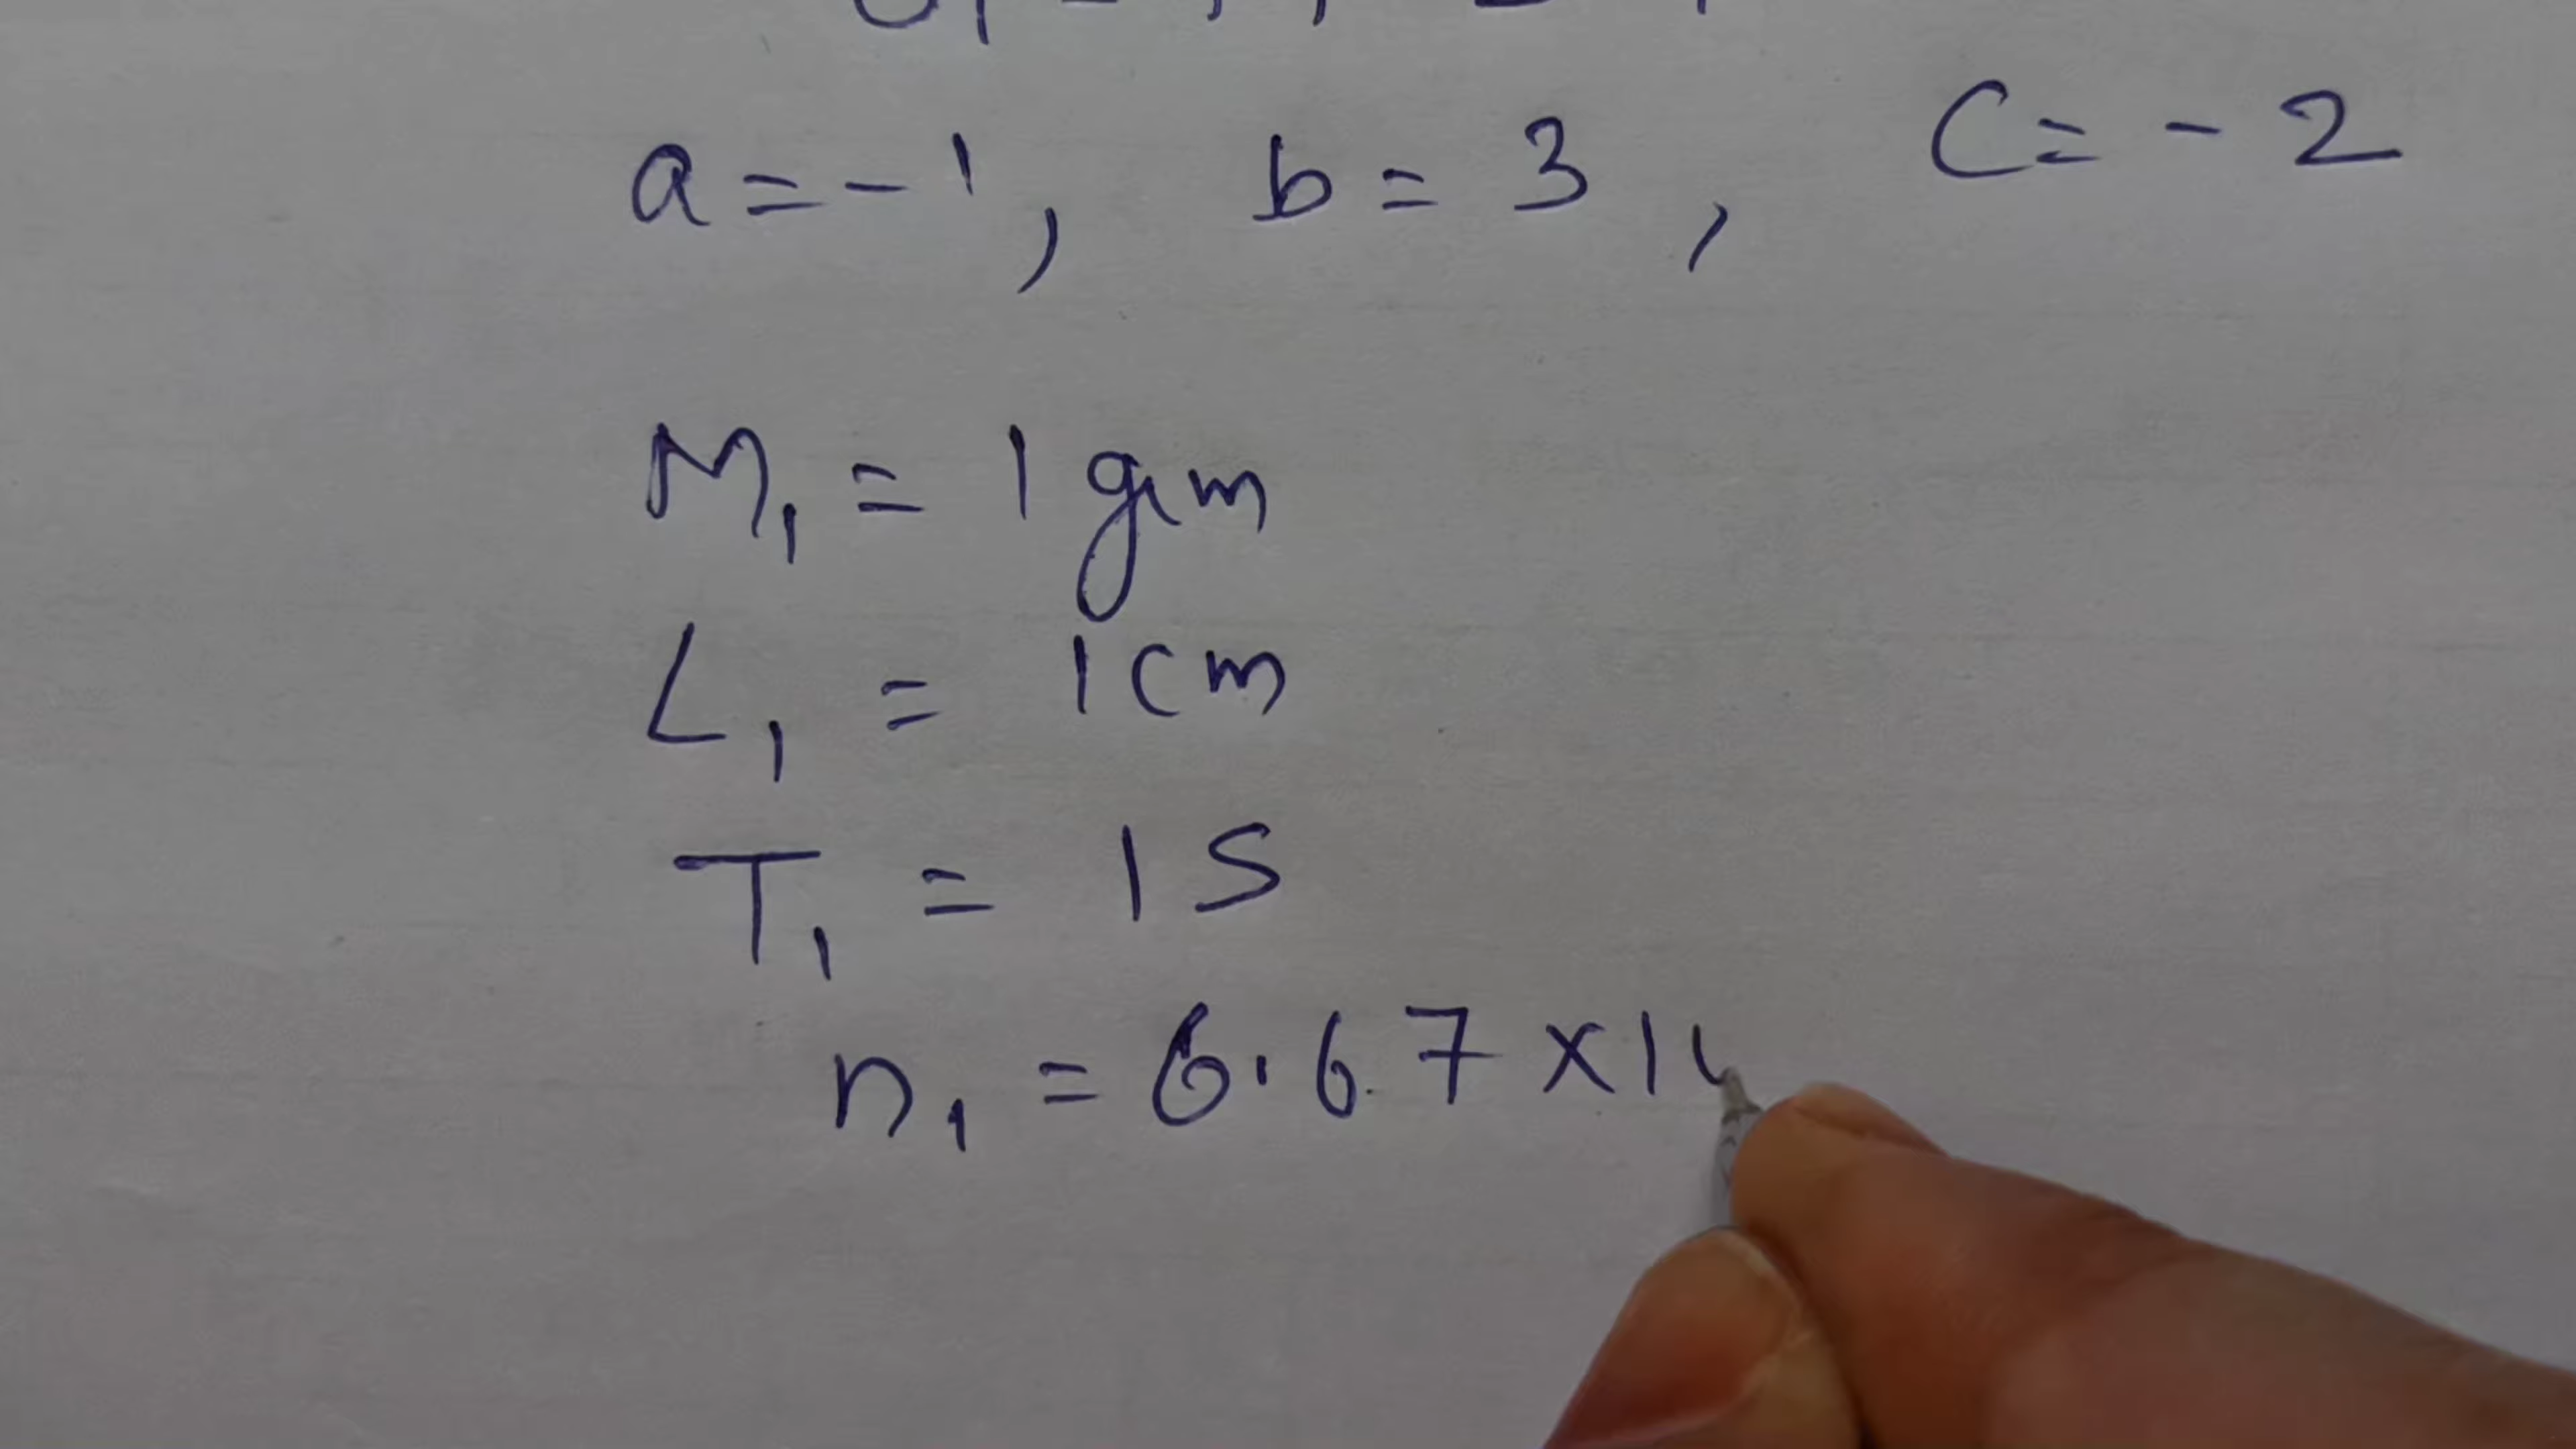 a = - 1 , b = 3 , C = - 2
M₁ = 1 gm
L₁ = 1 cm
T₁ = 1 S
n₁ = 6.67 × 1